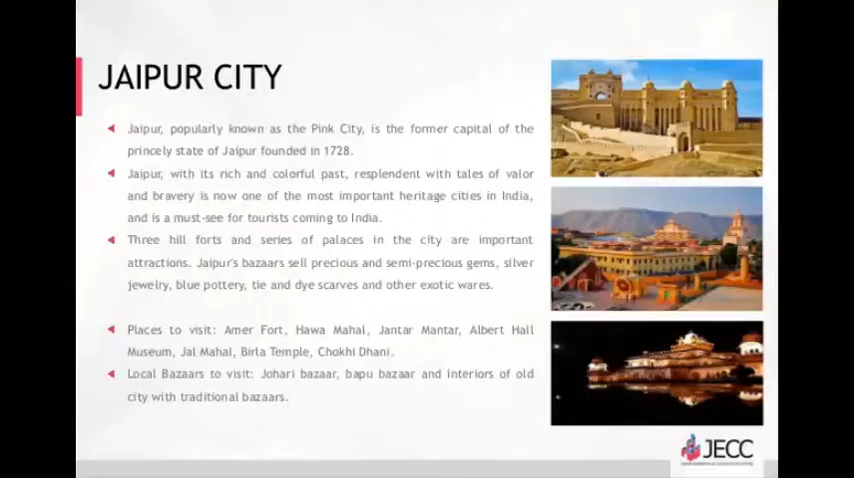 JAIPUR CITY
Jaipur, popularly known as the Pink City, is the former capital of the
princely state of Jaipur founded in 1728.
Jaipur, with its rich and colorful past, resplendent with tales of valor
and bravery is now one of the most important heritage cities in India,
and is a must-see for tourists coming to India.
Three hill forts and series of palaces in the city are important
attractions. Jaipur's bazaars sell precious and semi-precious gems, silver
jewelry, blue pottery, tie and dye scarves and other exotic wares.
Places to visit: Amer Fort, Hawa Mahal, Jantar Mantar, Albert Hall
Museum, Jal Mahal, Birla Temple, Chokhi Dhani.
Local Bazaars to visit: Johari bazaar, bapu bazaar and interiors of old
city with traditional bazaars.
JECC